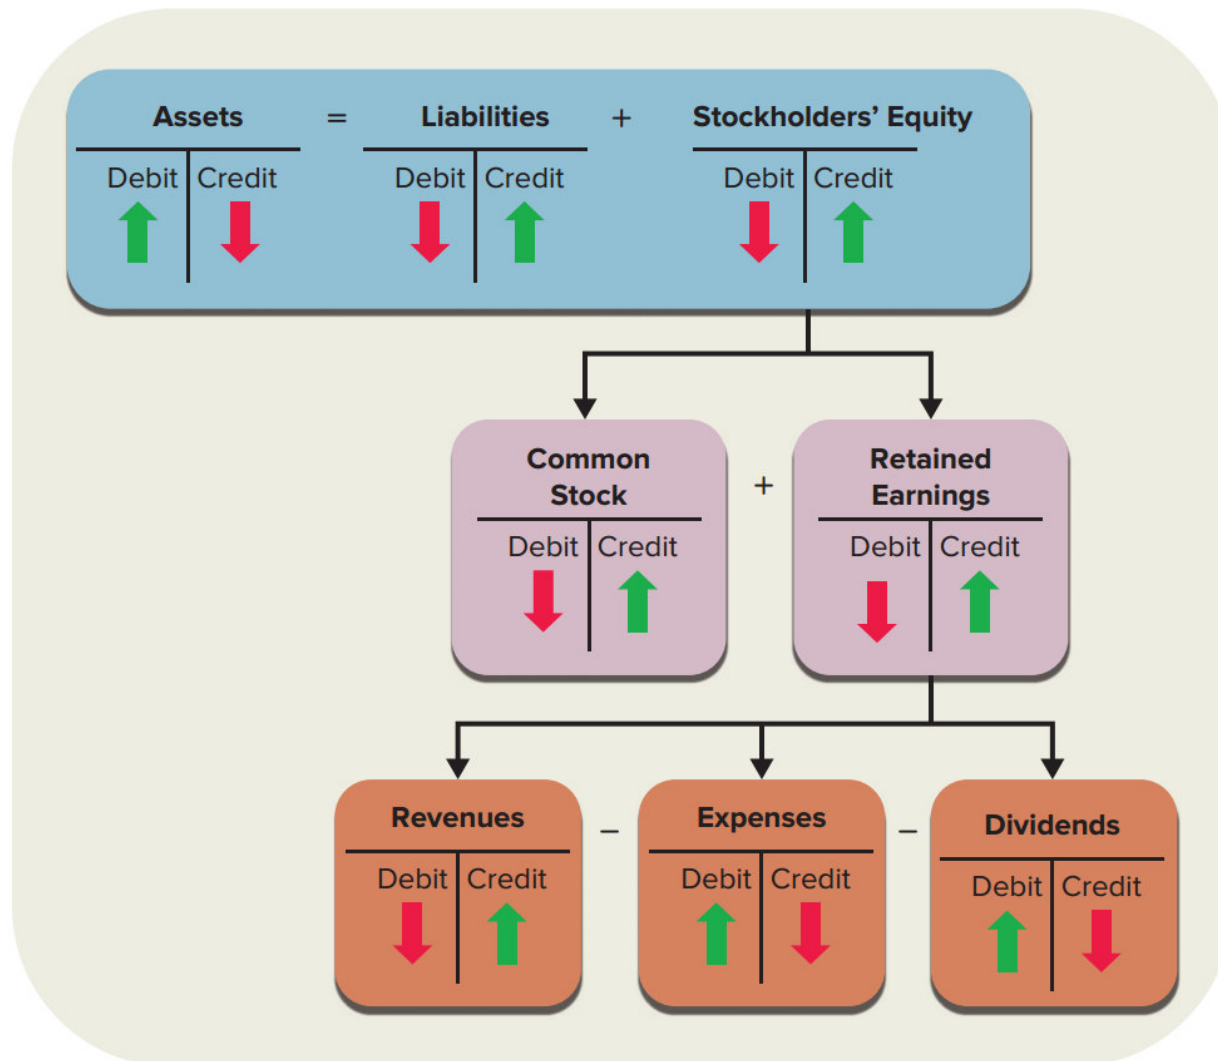 Assets = Liabilities + Stockholders' Equity
Debit Credit Debit Credit Debit Credit
Common
Stock
+
Retained
Earnings
Debit Credit Debit Credit
Revenues – Expenses – Dividends
Debit Credit Debit Credit Debit Credit